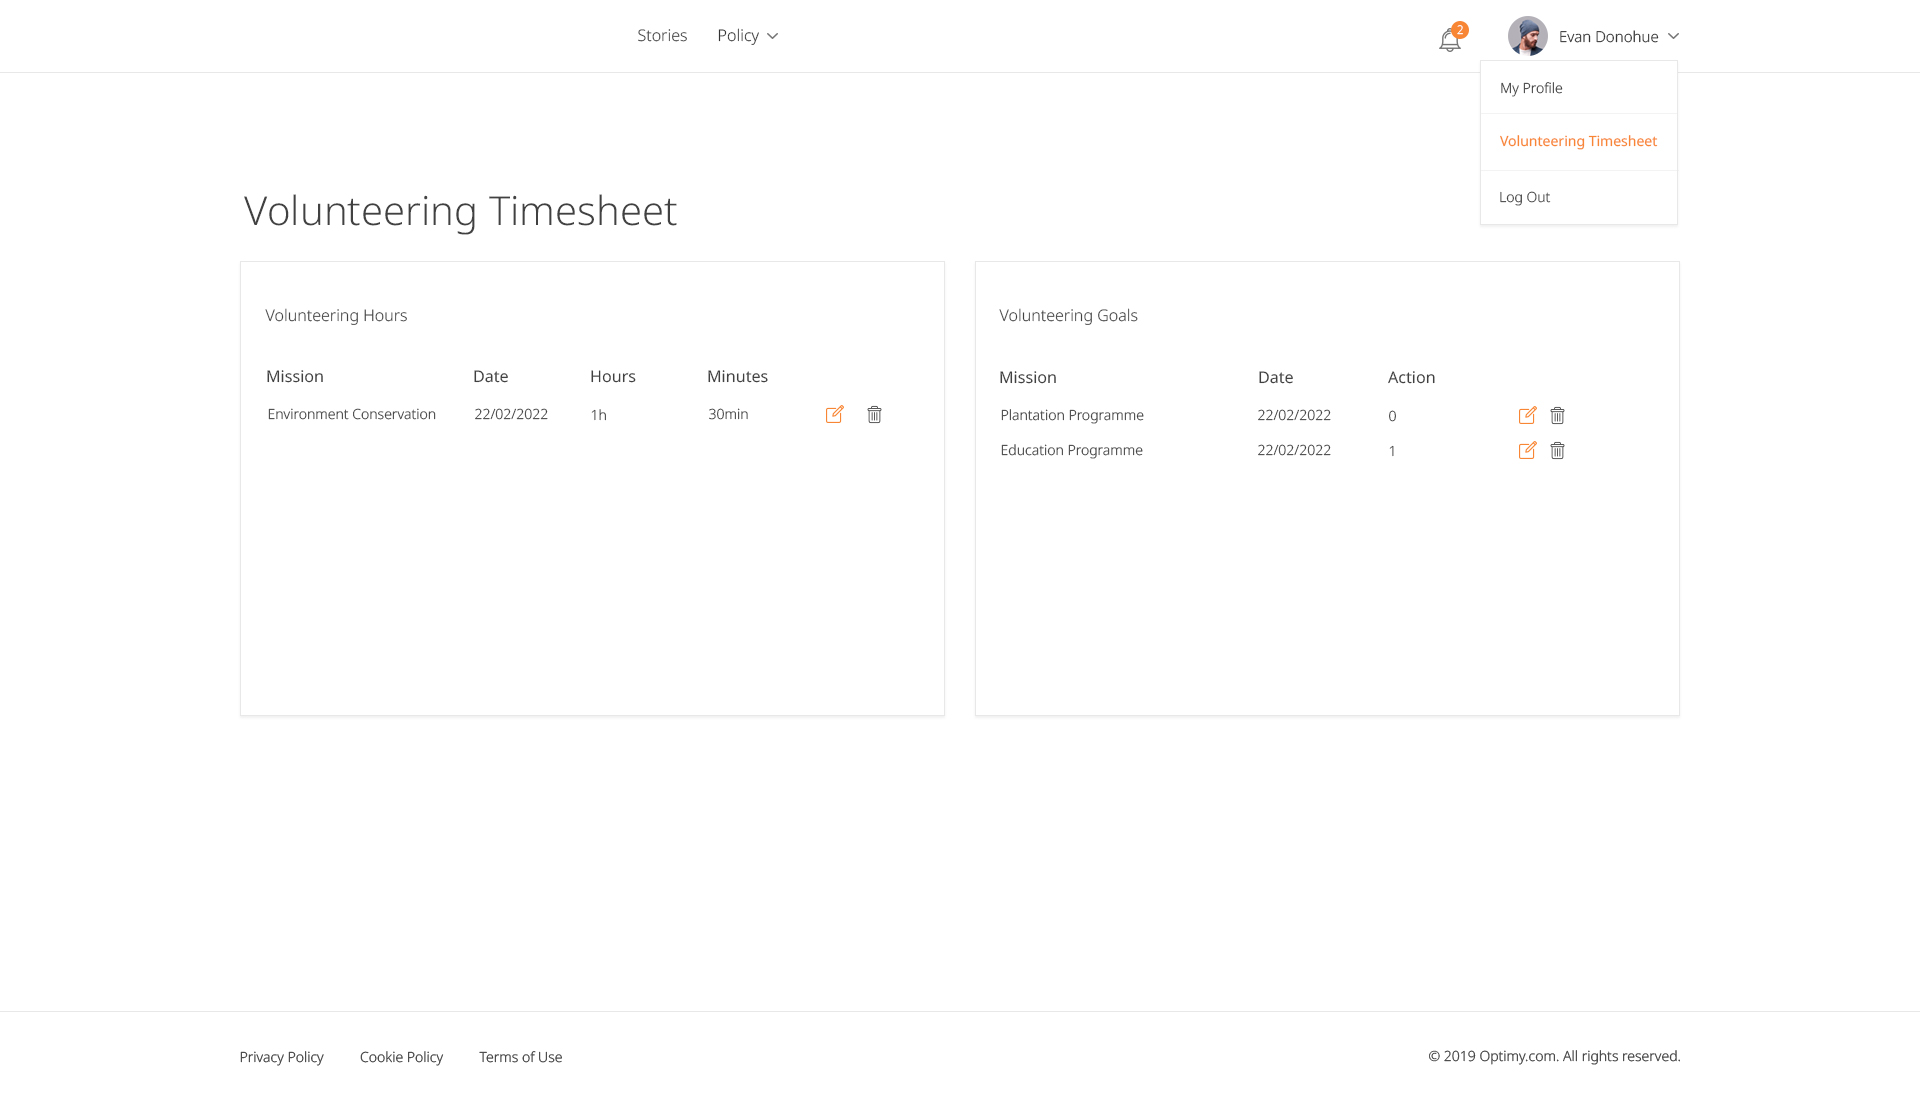 Stories Policy 2 Evan Donohue
My Profile
Volunteering Timesheet
Log Out
Volunteering Timesheet
Volunteering Hours
Mission Date Hours Minutes
Environment Conservation 22/02/2022 1h 30min
Volunteering Goals
Mission Date Action
Plantation Programme 22/02/2022 0
Education Programme 22/02/2022 1
Privacy Policy Cookie Policy Terms of Use © 2019 Optimy.com. All rights reserved.